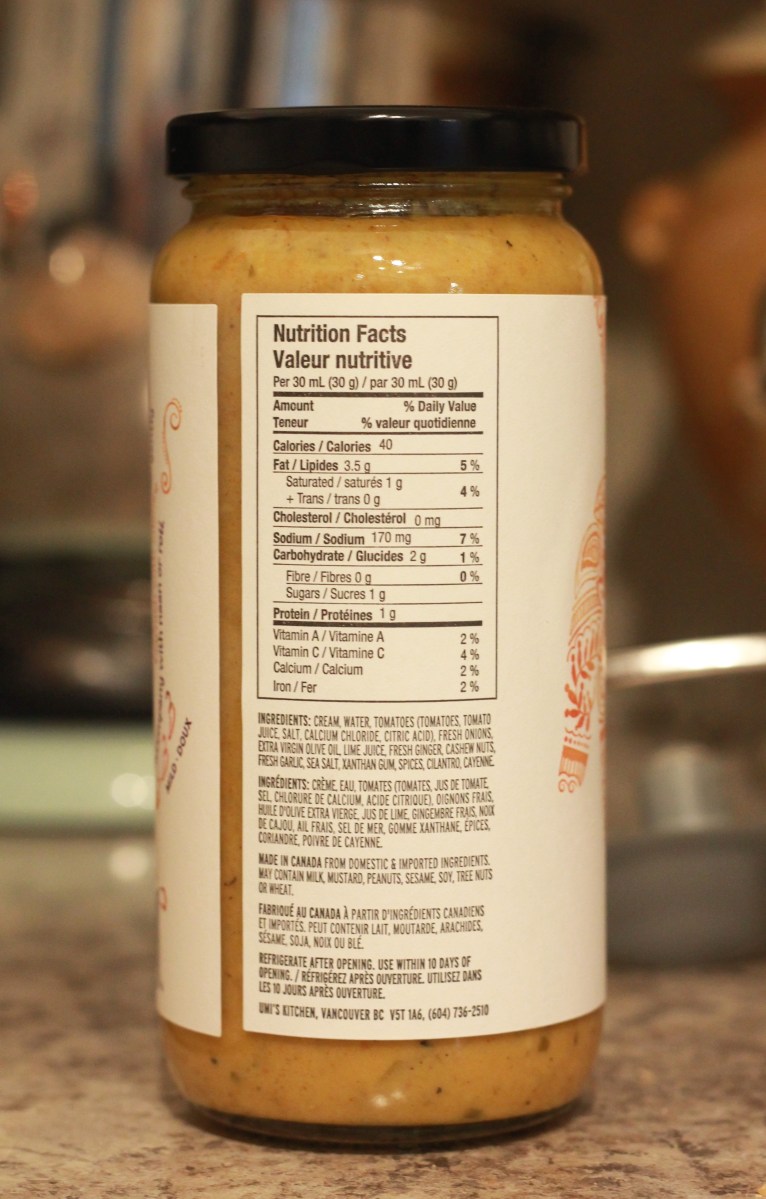 Nutrition Facts
Valeur nutritive
Per 30 mL (30 g) / par 30 mL (30 g)
Amount % Daily Value
Teneur % valeur quotidienne
Calories / Calories 40
Fat / Lipides 3.5 g 5 %
Saturated / saturés 1 g
+ Trans / trans 0 g 4 %
Cholesterol / Cholestérol 0 mg
Sodium / Sodium 170 mg 7 %
Carbohydrate / Glucides 2 g 1 %
Fibre / Fibres 0 g 0 %
Sugars / Sucres 1 g
Protein / Protéines 1 g
Vitamin A / Vitamine A 2 %
Vitamin C / Vitamine C 4 %
Calcium / Calcium 2 %
Iron / Fer 2 %
INGREDIENTS: CREAM, WATER, TOMATOES (TOMATOES, TOMATO
JUICE, SALT, CALCIUM CHLORIDE, CITRIC ACID), FRESH ONIONS,
EXTRA VIRGIN OLIVE OIL, LIME JUICE, FRESH GINGER, CASHEW NUTS,
FRESH GARLIC, SEA SALT, XANTHAN GUM, SPICES, CILANTRO, CAYENNE.
INGRÉDIENTS: CRÈME, EAU, TOMATES (TOMATES, JUS DE TOMATE,
SEL, CHLORURE DE CALCIUM, ACIDE CITRIQUE), OIGNONS FRAIS,
HUILE D'OLIVE EXTRA VIERGE, JUS DE LIME, GINGEMBRE FRAIS, NOIX
DE CAJOU, AIL FRAIS, SEL DE MER, GOMME XANTHANE, ÉPICES,
CORIANDRE, POIVRE DE CAYENNE.
MADE IN CANADA FROM DOMESTIC & IMPORTED INGREDIENTS.
MAY CONTAIN MILK, MUSTARD, PEANUTS, SESAME, SOY, TREE NUTS
OR WHEAT.
FABRIQUÉ AU CANADA À PARTIR D'INGRÉDIENTS CANADIENS
ET IMPORTÉS. PEUT CONTENIR LAIT, MOUTARDE, ARACHIDES,
SÉSAME, SOJA, NOIX OU BLÉ.
REFRIGERATE AFTER OPENING. USE WITHIN 10 DAYS OF
OPENING. / RÉFRIGÉREZ APRÈS OUVERTURE. UTILISEZ DANS
LES 10 JOURS APRÈS OUVERTURE.
UMI'S KITCHEN, VANCOUVER BC V5T 1A6, (604) 736-2510
with naan or roti
MILD · DOUX